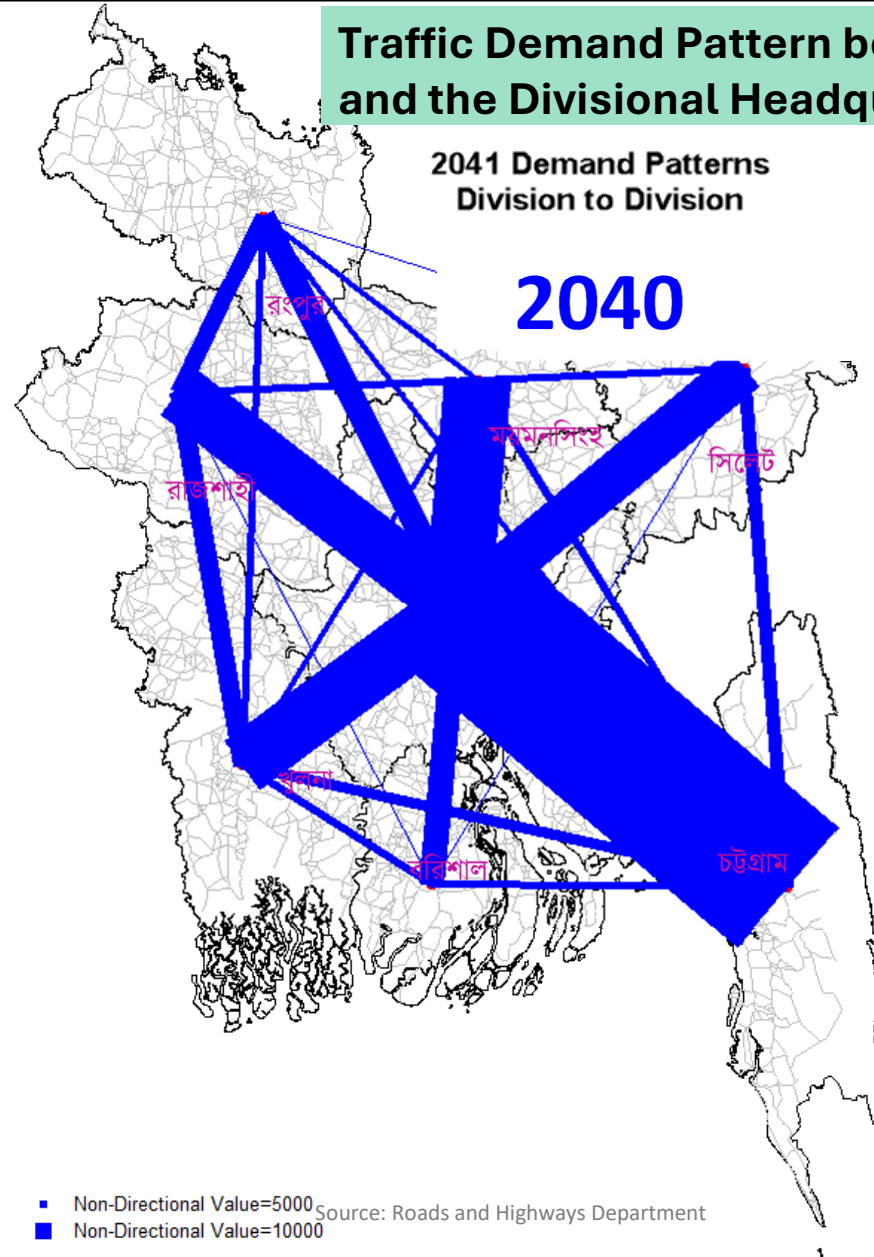 Traffic Demand Pattern be
and the Divisional Headqu
2041 Demand Patterns
Division to Division
2040
রংপুর
ময়মনসিংহ
সিলেট
রাজশাহী
খুলনা
বরিশাল
চট্টগ্রাম
Non-Directional Value=5000
Non-Directional Value=10000
Source: Roads and Highways Department